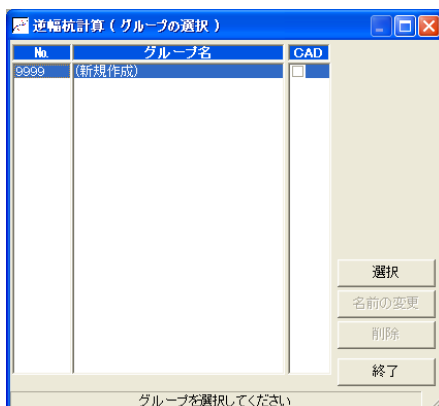 逆幅杭計算 ( グループの選択 )
No. グループ名 CAD
9999 (新規作成)
選択
名前の変更
削除
終了
グループを選択してください